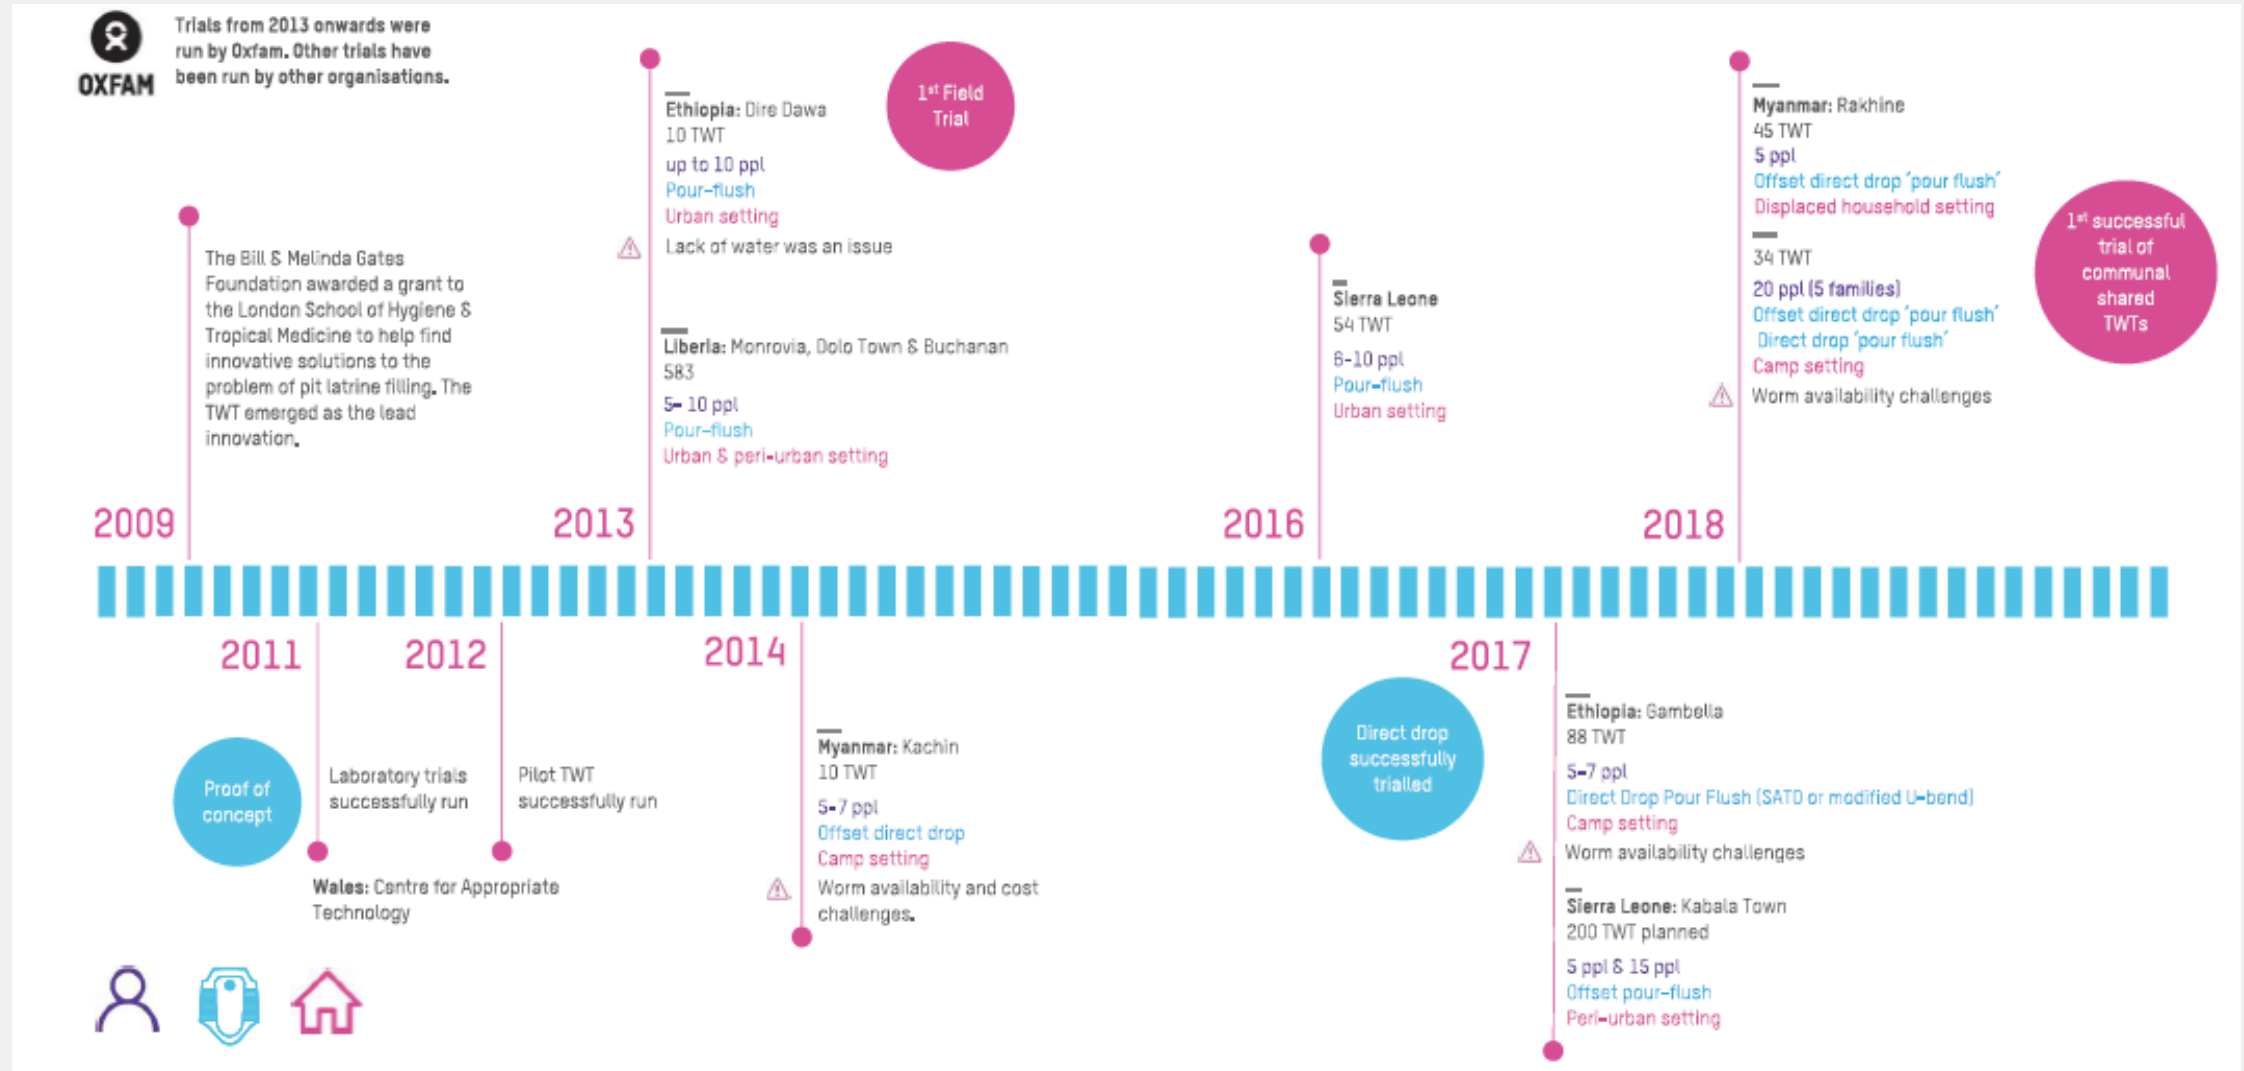 OXFAM
Trials from 2013 onwards were
run by Oxfam. Other trials have
been run by other organisations.
2009
The Bill & Melinda Gates
Foundation awarded a grant to
the London School of Hygiene &
Tropical Medicine to help find
innovative solutions to the
problem of pit latrine filling. The
TWT emerged as the lead
innovation.
2011
Proof of
concept
Laboratory trials
successfully run
Wales: Centre for Appropriate
Technology
2012
Pilot TWT
successfully run
2013
Ethiopia: Dire Dawa
10 TWT
up to 10 ppl
Pour-flush
Urban setting
Lack of water was an issue
1st Field
Trial
Liberia: Monrovia, Dolo Town & Buchanan
583
5- 10 ppl
Pour-flush
Urban & peri-urban setting
2014
Myanmar: Kachin
10 TWT
5-7 ppl
Offset direct drop
Camp setting
Worm availability and cost
challenges.
2016
Sierra Leone
54 TWT
6-10 ppl
Pour-flush
Urban setting
2017
Direct drop
successfully
trialled
Ethiopia: Gambella
88 TWT
5-7 ppl
Direct Drop Pour Flush (SATO or modified U-bend)
Camp setting
Worm availability challenges
Sierra Leone: Kabala Town
200 TWT planned
5 ppl & 15 ppl
Offset pour-flush
Peri-urban setting
2018
Myanmar: Rakhine
45 TWT
5 ppl
Offset direct drop 'pour flush'
Displaced household setting
34 TWT
20 ppl (5 families)
Offset direct drop 'pour flush'
Direct drop 'pour flush'
Camp setting
Worm availability challenges
1st successful
trial of
communal
shared
TWTs